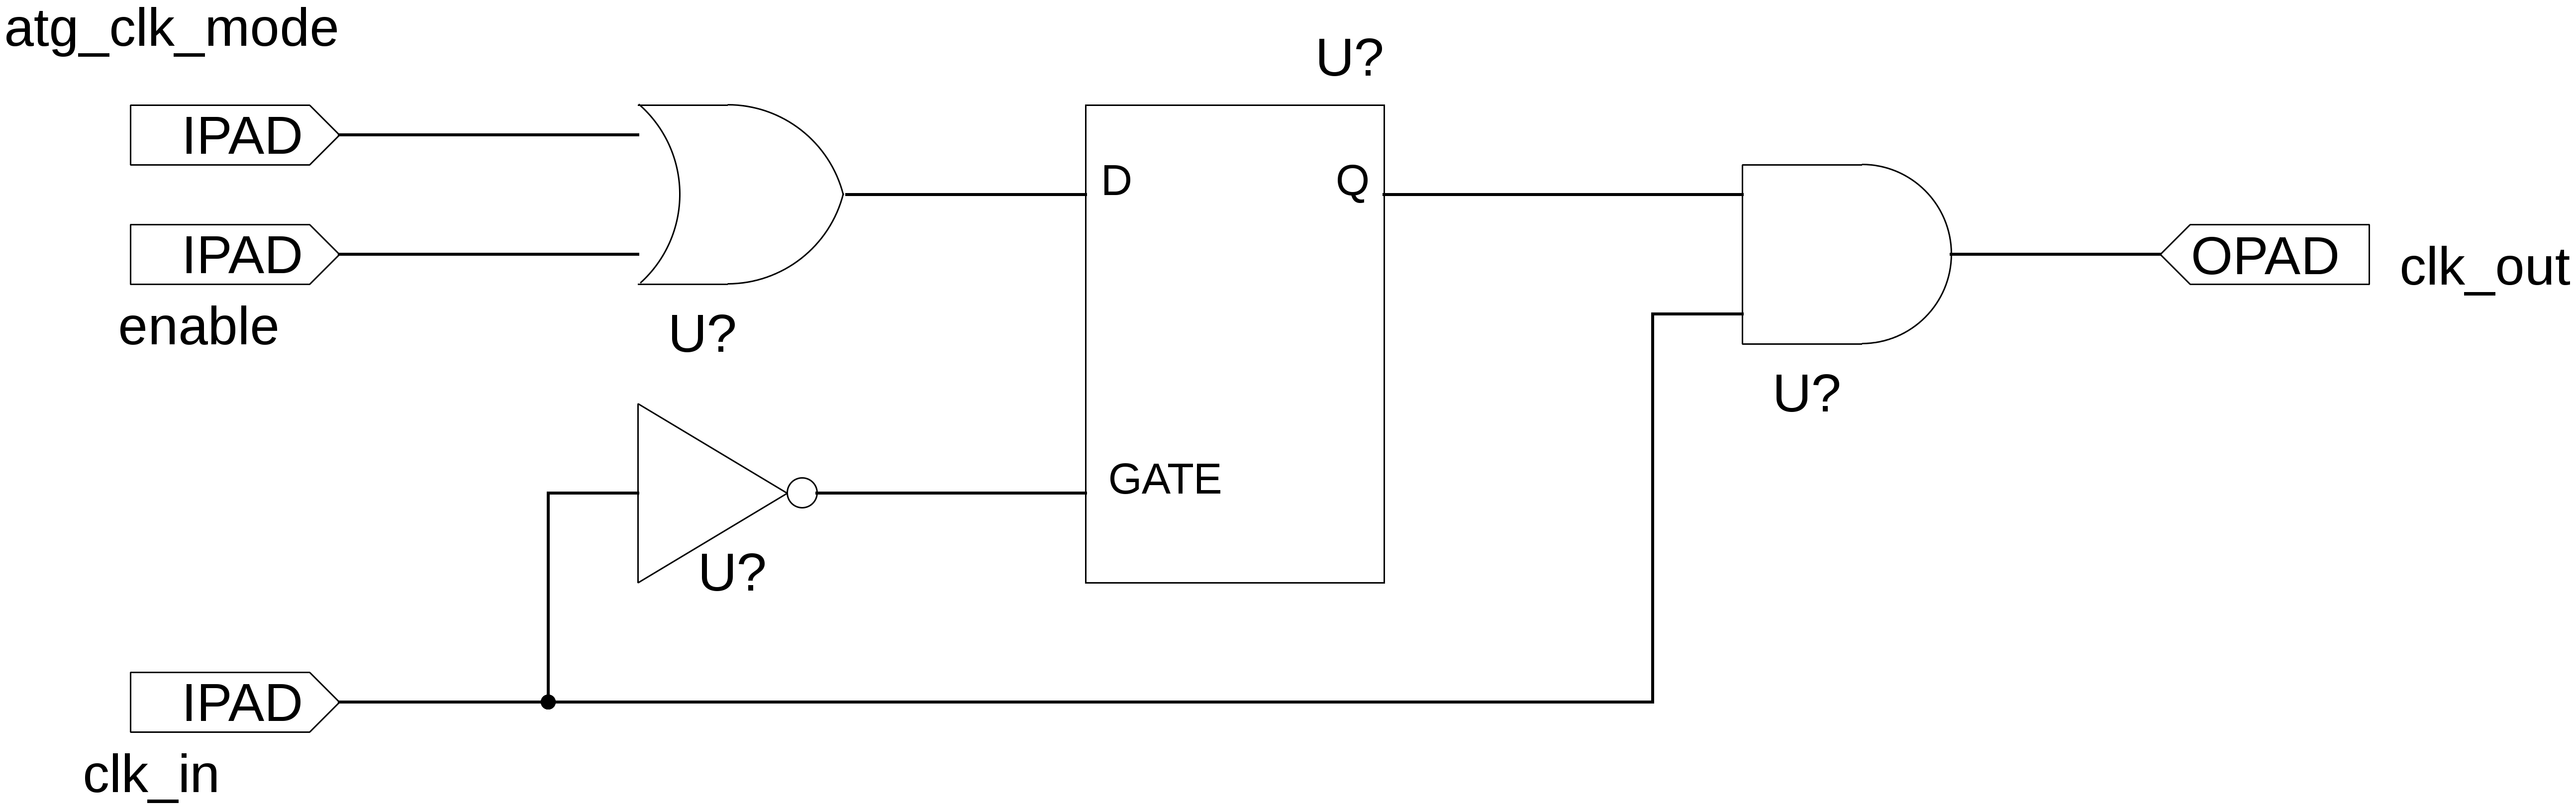 atg_clk_mode
U?
IPAD
D
Q
IPAD
OPAD
clk_out
enable
U?
U?
GATE
U?
IPAD
clk_in